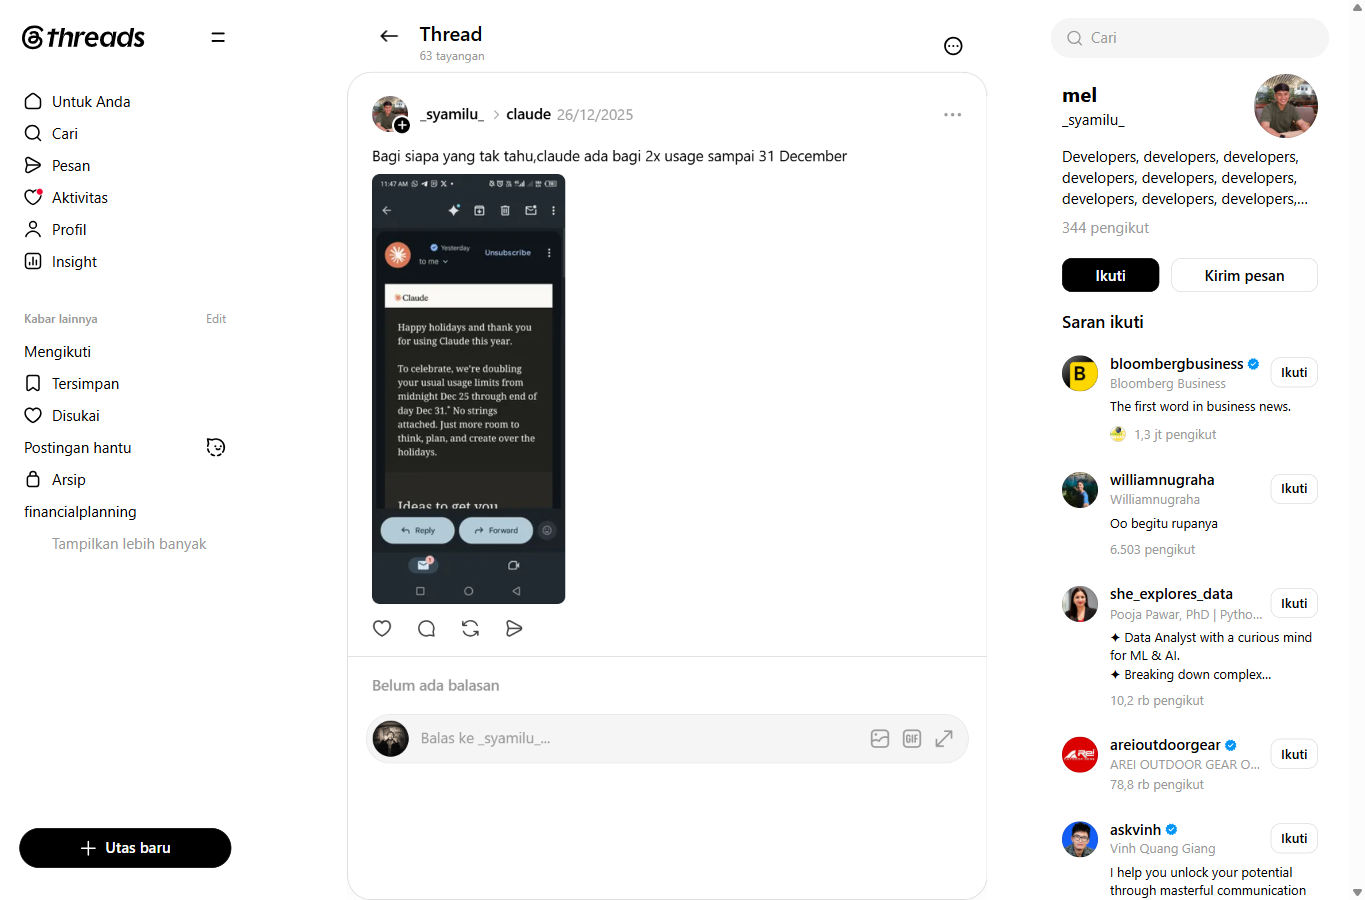 threads
Untuk Anda
Cari
Pesan
Aktivitas
Profil
Insight
Kabar lainnya
Edit
Mengikuti
Tersimpan
Disukai
Postingan hantu
Arsip
financialplanning
Tampilkan lebih banyak
Utas baru
Thread
63 tayangan
_syamilu_ > claude 26/12/2025
Bagi siapa yang tak tahu,claude ada bagi 2x usage sampai 31 December
11:47 AM
Yesterday
to me
Unsubscribe
Claude
Happy holidays and thank you
for using Claude this year.
To celebrate, we're doubling
your usual usage limits from
midnight Dec 25 through end of
day Dec 31.* No strings
attached. Just more room to
think, plan, and create over the
holidays.
Ideas to get you
Reply
Forward
Belum ada balasan
Balas ke _syamilu_...
GIF
Cari
mel
_syamilu_
Developers, developers, developers,
developers, developers, developers,
developers, developers, developers,...
344 pengikut
Ikuti
Kirim pesan
Saran ikuti
bloombergbusiness
Ikuti
Bloomberg Business
The first word in business news.
1,3 jt pengikut
williamnugraha
Ikuti
Williamnugraha
Oo begitu rupanya
6.503 pengikut
she_explores_data
Ikuti
Pooja Pawar, PhD | Pytho...
✦ Data Analyst with a curious mind
for ML & AI.
✦ Breaking down complex...
10,2 rb pengikut
areioutdoorgear
Ikuti
AREI OUTDOOR GEAR O...
78,8 rb pengikut
askvinh
Ikuti
Vinh Quang Giang
I help you unlock your potential
through masterful communication